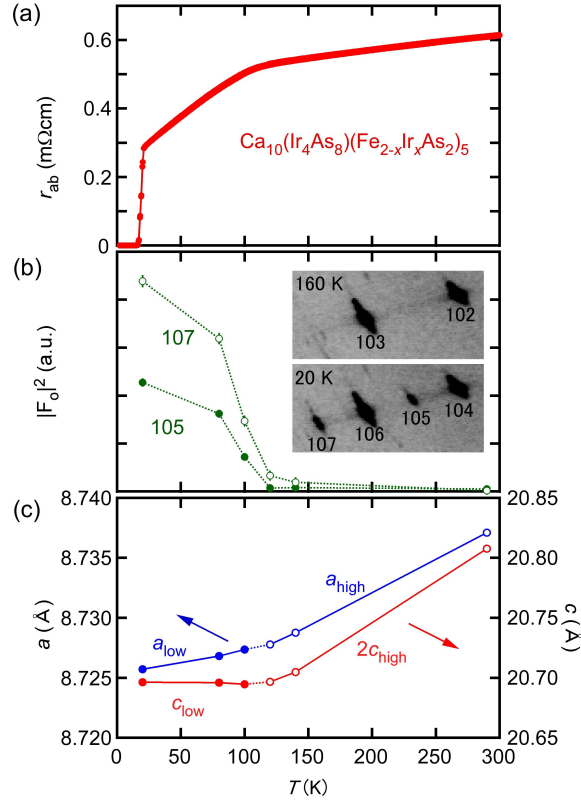 (a)
0.6
0.4
0.2
0
r_ab (mΩcm)
Ca10(Ir4As8)(Fe2-xIrxAs2)5
(b)
|Fo|² (a.u.)
107
105
160 K
103
102
20 K
107
106
105
104
(c)
8.740
8.735
8.730
8.725
8.720
a (Å)
20.85
20.80
20.75
20.70
20.65
c (Å)
a_high
a_low
2c_high
c_low
0 50 100 150 200 250 300
T (K)